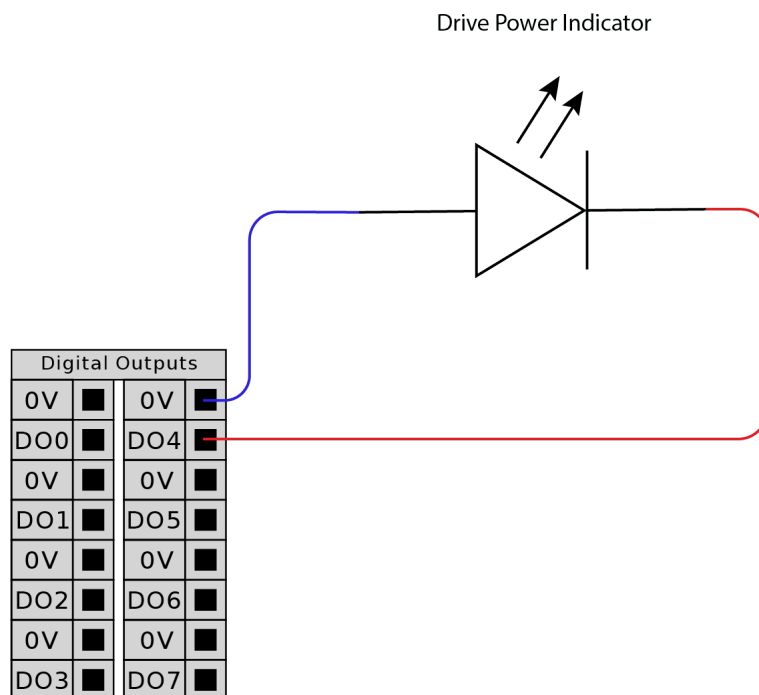 Drive Power Indicator
Digital Outputs
0V 0V
DO0 DO4
0V 0V
DO1 DO5
0V 0V
DO2 DO6
0V 0V
DO3 DO7